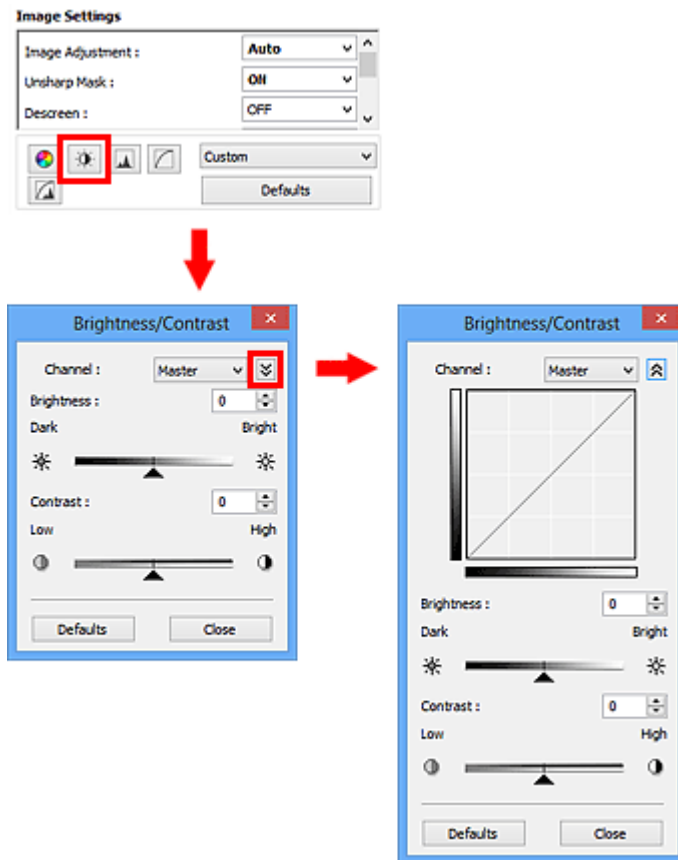 Image Settings
Image Adjustment : Auto
Unsharp Mask : ON
Descreen : OFF
Custom
Defaults
Brightness/Contrast
Channel : Master
Brightness : 0
Dark Bright
Contrast : 0
Low High
Defaults Close
Brightness/Contrast
Channel : Master
Brightness : 0
Dark Bright
Contrast : 0
Low High
Defaults Close